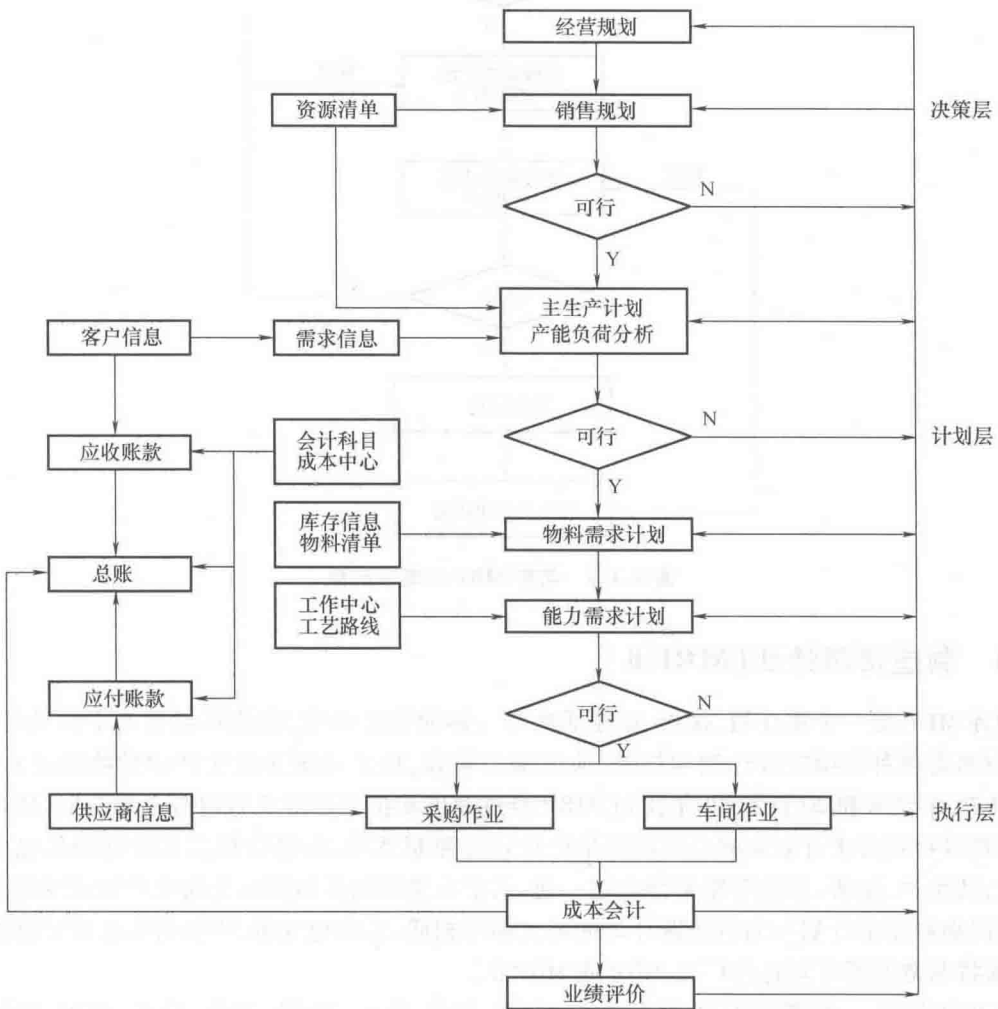 经营规划
资源清单
销售规划
决策层
可行
N
Y
主生产计划
产能负荷分析
客户信息
需求信息
可行
N
计划层
Y
应收账款
会计科目
成本中心
库存信息
物料清单
物料需求计划
总账
工作中心
工艺路线
能力需求计划
应付账款
可行
N
Y
供应商信息
采购作业
车间作业
执行层
成本会计
业绩评价